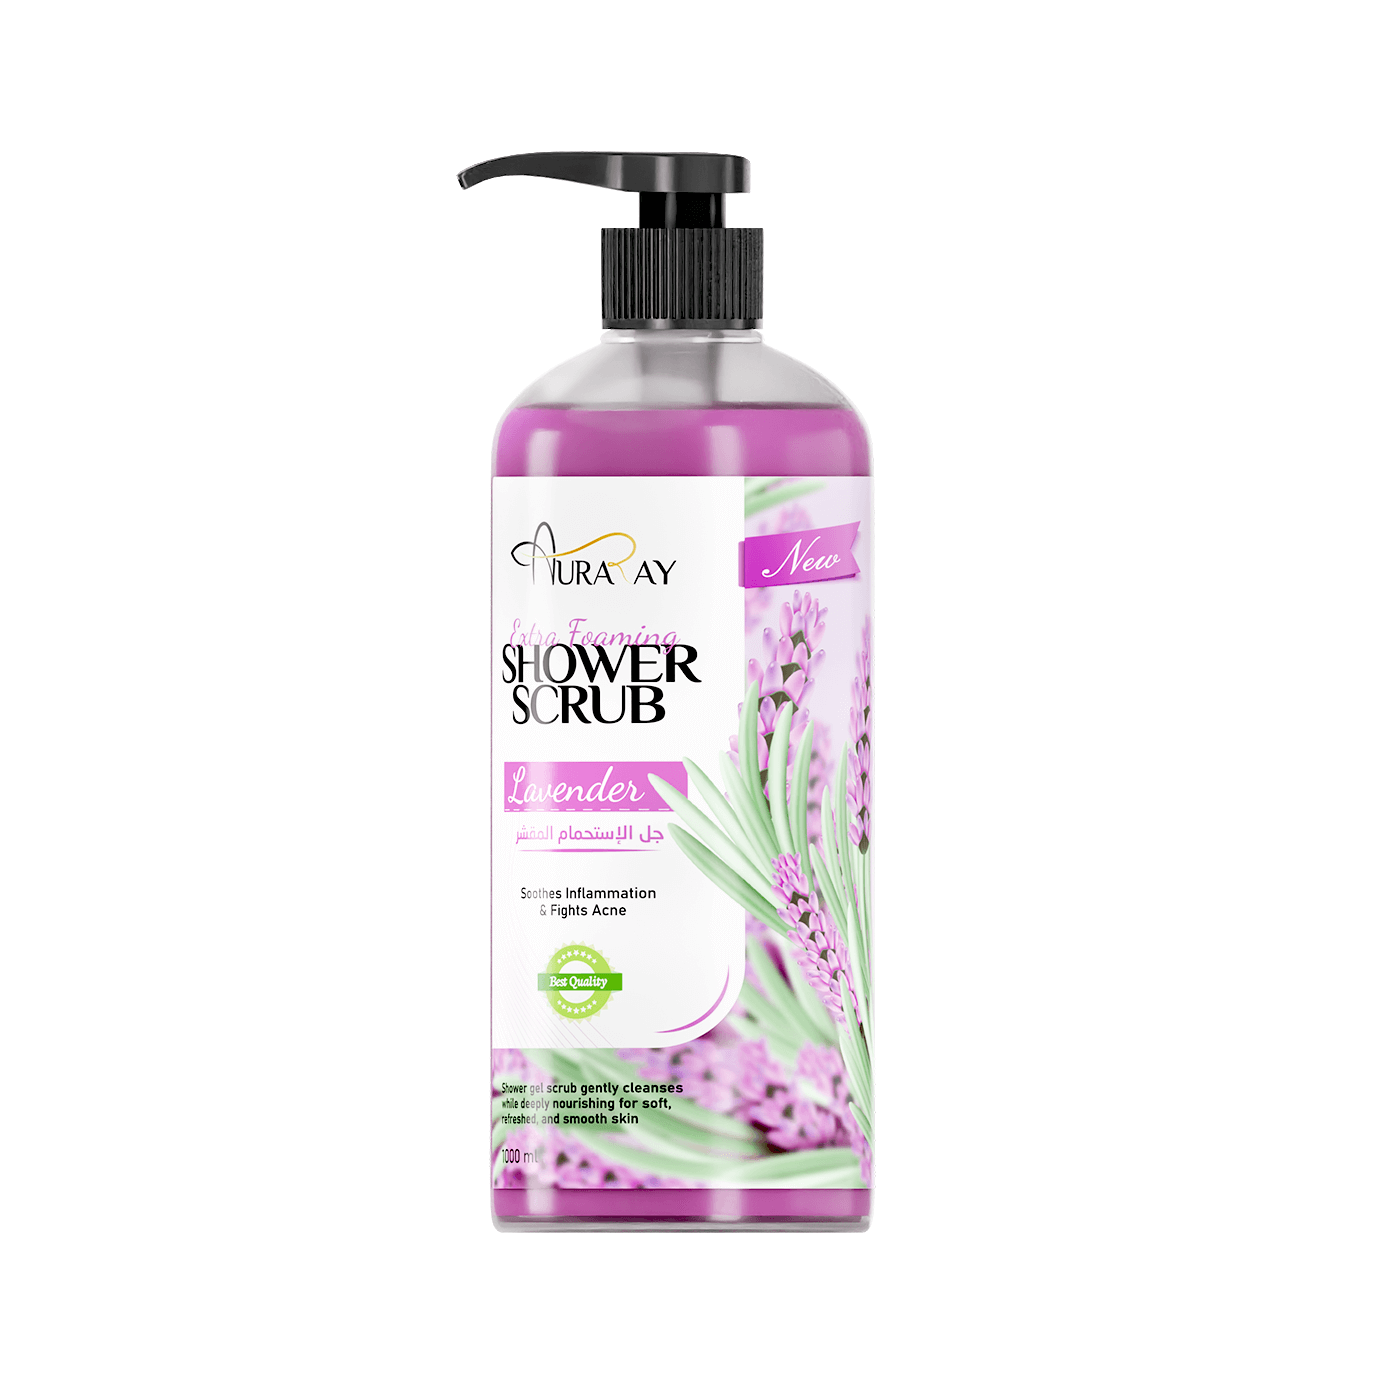 AURARAY
New
Extra Foaming
SHOWER
SCRUB
Lavender
جل الإستحمام المقشر
Soothes Inflammation
& Fights Acne
Best Quality
Shower gel scrub gently cleanses
while deeply nourishing for soft,
refreshed, and smooth skin
1000 ml